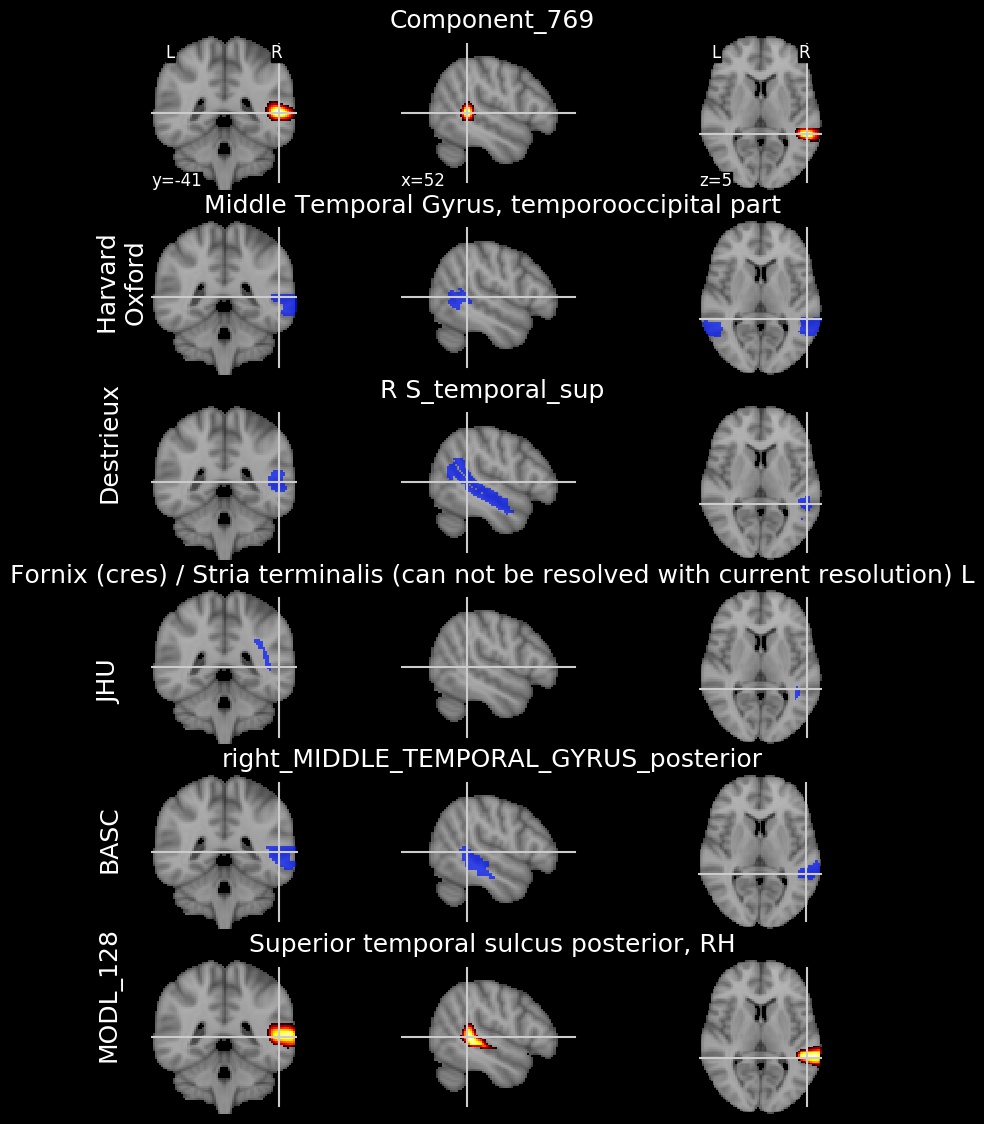 Component_769
L R
L R
y=-41
x=52
z=5
Middle Temporal Gyrus, temporooccipital part
Harvard
Oxford
R S_temporal_sup
Destrieux
Fornix (cres) / Stria terminalis (can not be resolved with current resolution) L
JHU
right_MIDDLE_TEMPORAL_GYRUS_posterior
BASC
Superior temporal sulcus posterior, RH
MODL_128